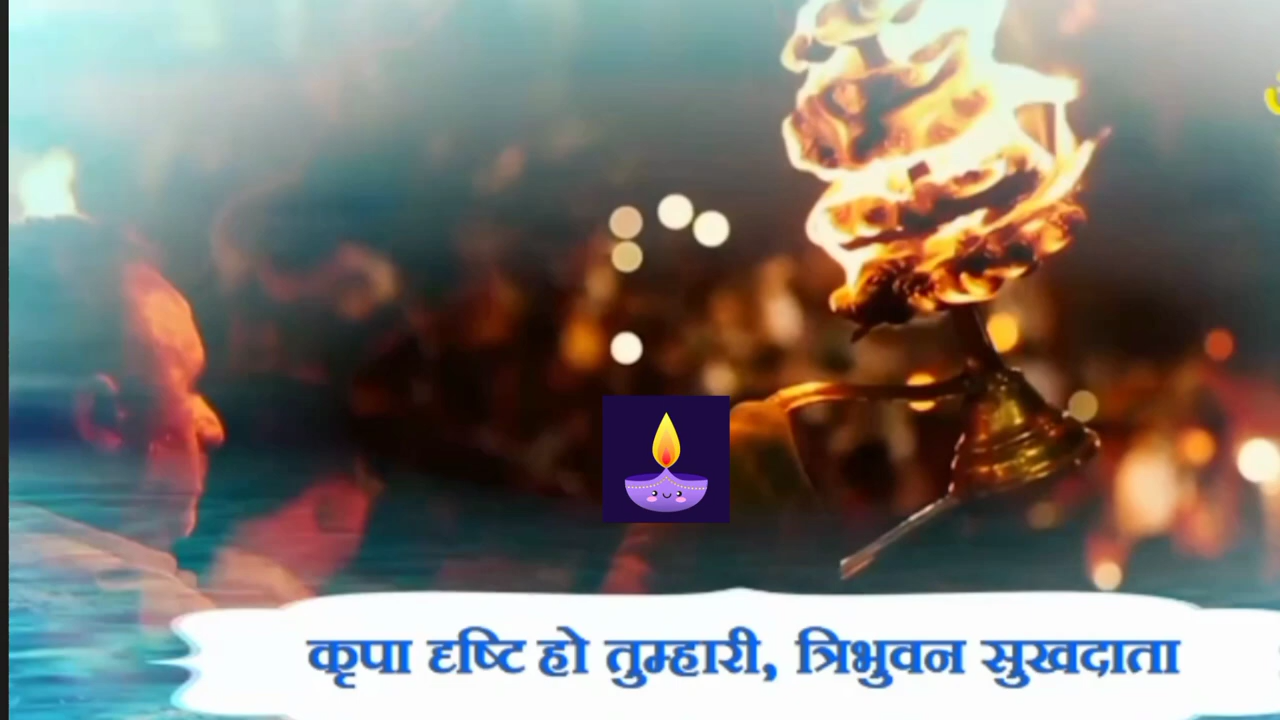 कृपा दृष्टि हो तुम्हारी, त्रिभुवन सुखदाता